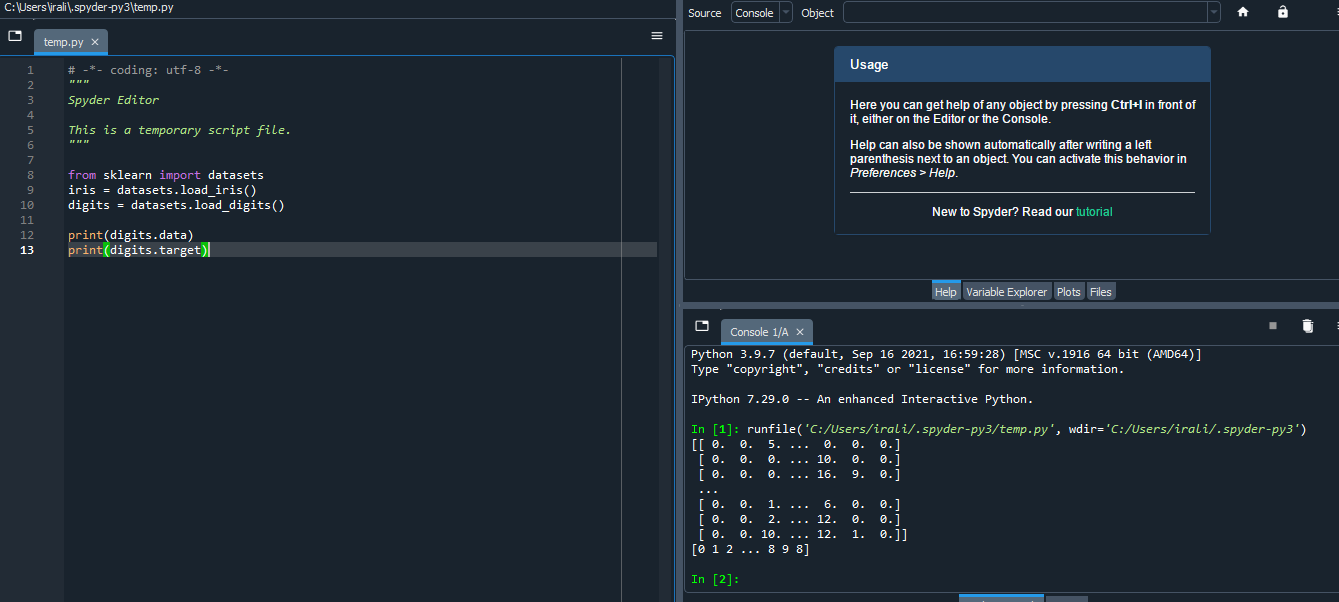 C:\Users\irali\.spyder-py3\temp.py
temp.py
1 # -*- coding: utf-8 -*-
2 """
3 Spyder Editor
4
5 This is a temporary script file.
6 """
7
8 from sklearn import datasets
9 iris = datasets.load_iris()
10 digits = datasets.load_digits()
11
12 print(digits.data)
13 print(digits.target)
Source Console Object
Usage
Here you can get help of any object by pressing Ctrl+I in front of
it, either on the Editor or the Console.
Help can also be shown automatically after writing a left
parenthesis next to an object. You can activate this behavior in
Preferences > Help.
New to Spyder? Read our tutorial
Help Variable Explorer Plots Files
Console 1/A
Python 3.9.7 (default, Sep 16 2021, 16:59:28) [MSC v.1916 64 bit (AMD64)]
Type "copyright", "credits" or "license" for more information.
IPython 7.29.0 -- An enhanced Interactive Python.
In [1]: runfile('C:/Users/irali/.spyder-py3/temp.py', wdir='C:/Users/irali/.spyder-py3')
[[ 0.  0.  5. ...  0.  0.  0.]
 [ 0.  0.  0. ... 10.  0.  0.]
 [ 0.  0.  0. ... 16.  9.  0.]
 ...
 [ 0.  0.  1. ...  6.  0.  0.]
 [ 0.  0.  2. ... 12.  0.  0.]
 [ 0.  0. 10. ... 12.  1.  0.]]
[0 1 2 ... 8 9 8]
In [2]: